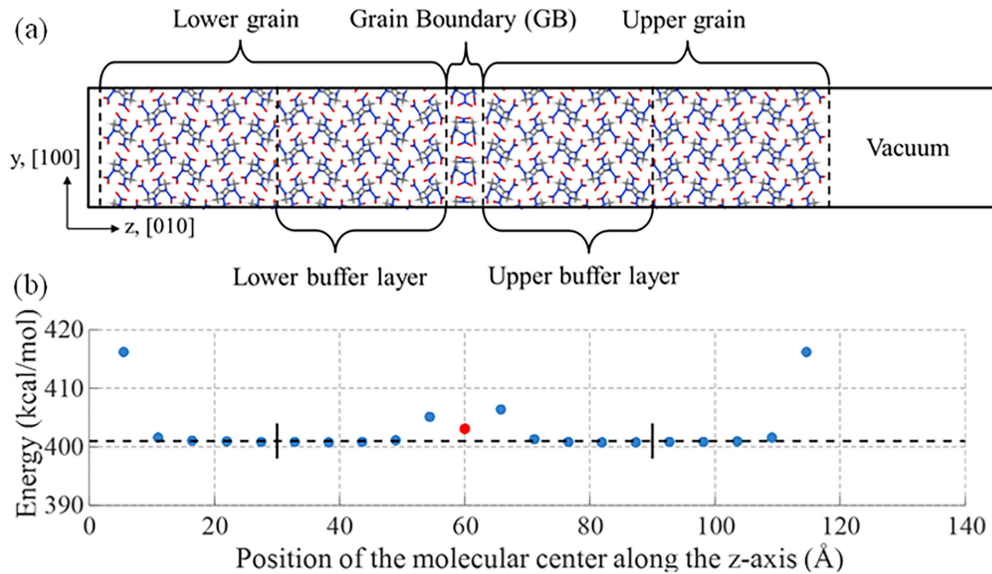 (a)
Lower grain
Grain Boundary (GB)
Upper grain
Vacuum
y, [100]
z, [010]
Lower buffer layer
Upper buffer layer
(b)
Energy (kcal/mol)
420
410
400
390
0 20 40 60 80 100 120 140
Position of the molecular center along the z-axis (Å)